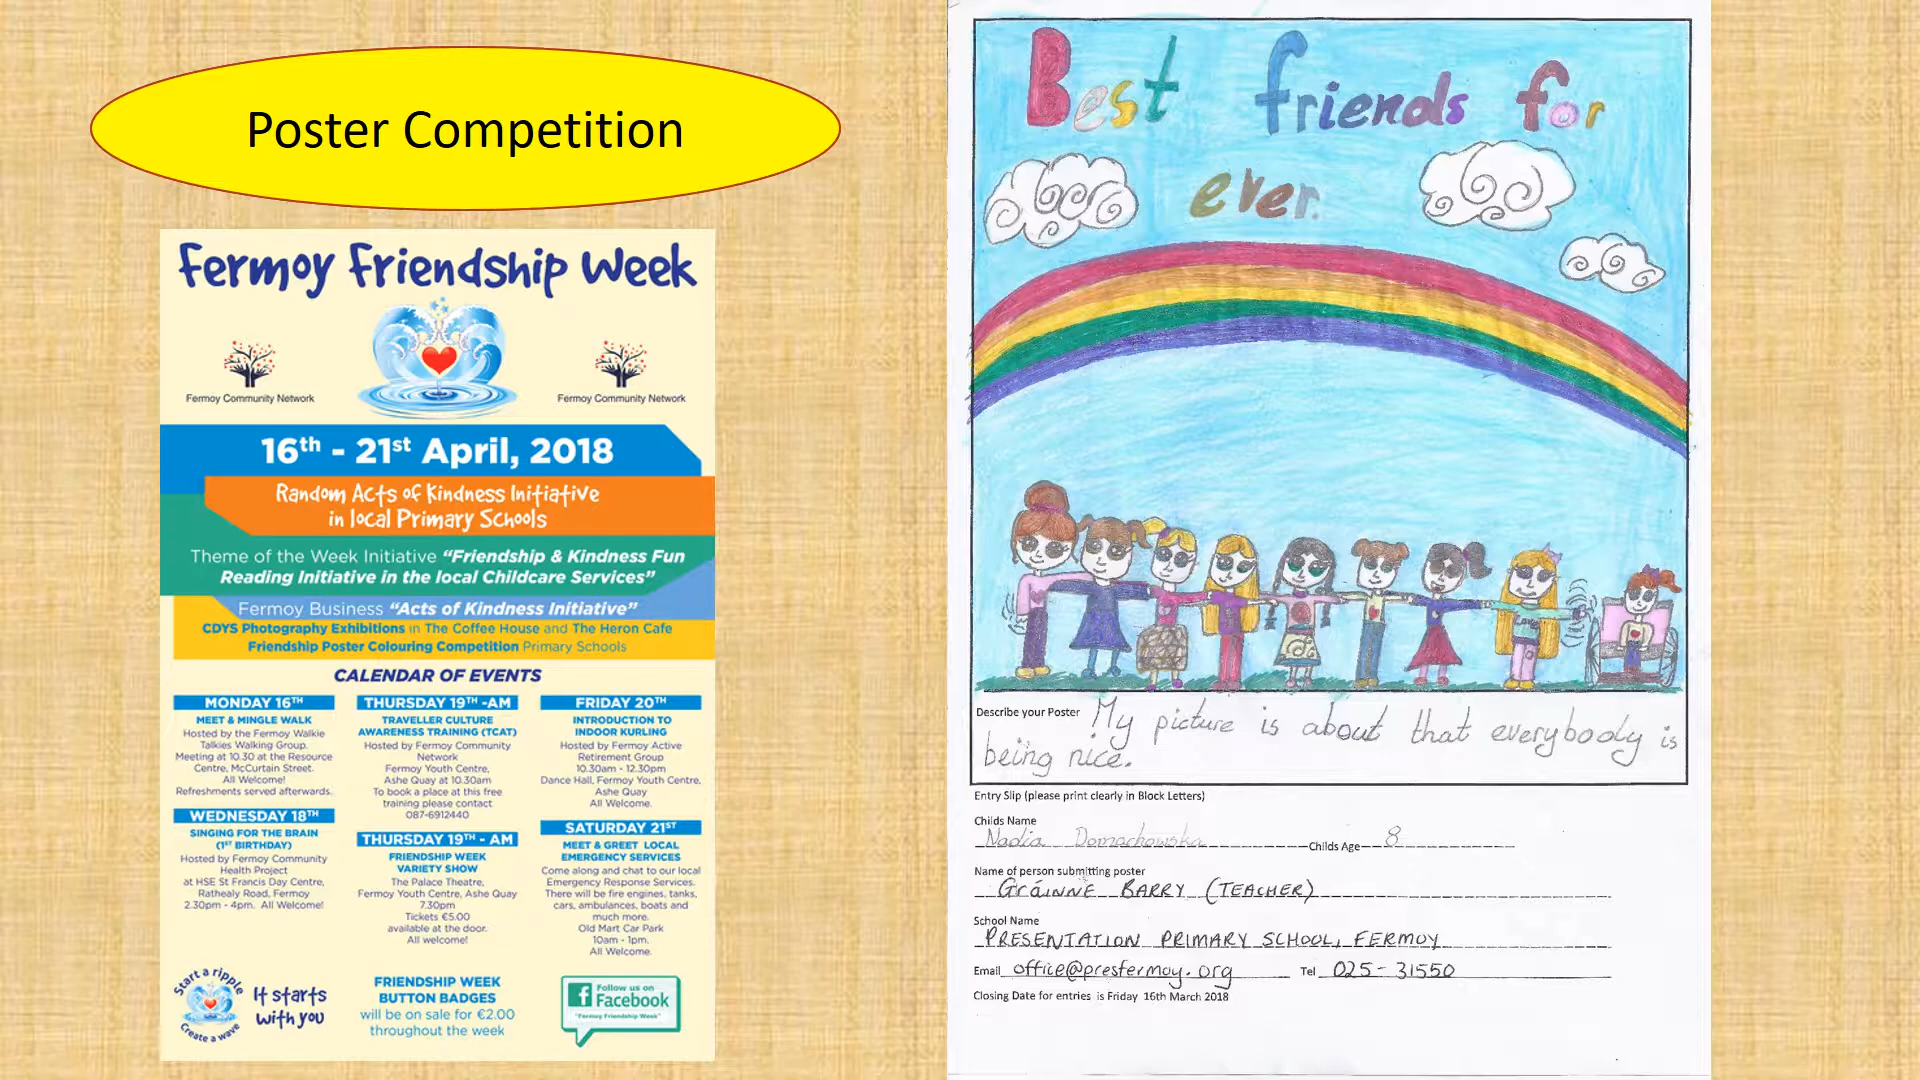 Poster Competition
Fermoy Friendship Week
Fermoy Community Network
Fermoy Community Network
16th - 21st April, 2018
Random Acts of Kindness Initiative
in local Primary Schools
Theme of the Week Initiative “Friendship & Kindness Fun
Reading Initiative in the local Childcare Services”
Fermoy Business “Acts of Kindness Initiative”
CDYS Photography Exhibitions in The Coffee House and The Heron Cafe
Friendship Poster Colouring Competition Primary Schools
CALENDAR OF EVENTS
MONDAY 16TH
MEET & MINGLE WALK
Hosted by the Fermoy Walkie
Talkies Walking Group.
Meeting at 10.30 at the Resource
Centre, McCurtain Street.
All Welcome!
Refreshments served afterwards.
WEDNESDAY 18TH
SINGING FOR THE BRAIN
(1ST BIRTHDAY)
Hosted by Fermoy Community
Health Project
at HSE St Francis Day Centre,
Rathealy Road, Fermoy
2.30pm - 4pm. All Welcome!
THURSDAY 19TH -AM
TRAVELLER CULTURE
AWARENESS TRAINING (TCAT)
Hosted by Fermoy Community
Network
Fermoy Youth Centre,
Ashe Quay at 10.30am
To book a place at this free
training please contact
087-6912440
THURSDAY 19TH - AM
FRIENDSHIP WEEK
VARIETY SHOW
The Palace Theatre,
Fermoy Youth Centre, Ashe Quay
7.30pm
Tickets €5.00
available at the door.
All welcome!
FRIDAY 20TH
INTRODUCTION TO
INDOOR KURLING
Hosted by Fermoy Active
Retirement Group
10.30am - 12.30pm
Dance Hall, Fermoy Youth Centre,
Ashe Quay
All Welcome.
SATURDAY 21ST
MEET & GREET LOCAL
EMERGENCY SERVICES
Come along and chat to our local
Emergency Response Services.
There will be fire engines, tanks,
cars, ambulances, boats and
much more.
Old Mart Car Park
10am - 1pm.
All Welcome.
Start a ripple
Create a wave
It starts
with you
FRIENDSHIP WEEK
BUTTON BADGES
will be on sale for €2.00
throughout the week
Follow us on
Facebook
"Fermoy Friendship Week"
Best friends for
ever.
Love
Describe your Poster My picture is about that everybody is
being nice.
Entry Slip (please print clearly in Block Letters)
Childs Name
Nadia Domachowska Childs Age 8
Name of person submitting poster
GRÁINNE BARRY (TEACHER)
School Name
PRESENTATION PRIMARY SCHOOL, FERMOY
Email office@presfermoy.org Tel 025-31550
Closing Date for entries is Friday 16th March 2018